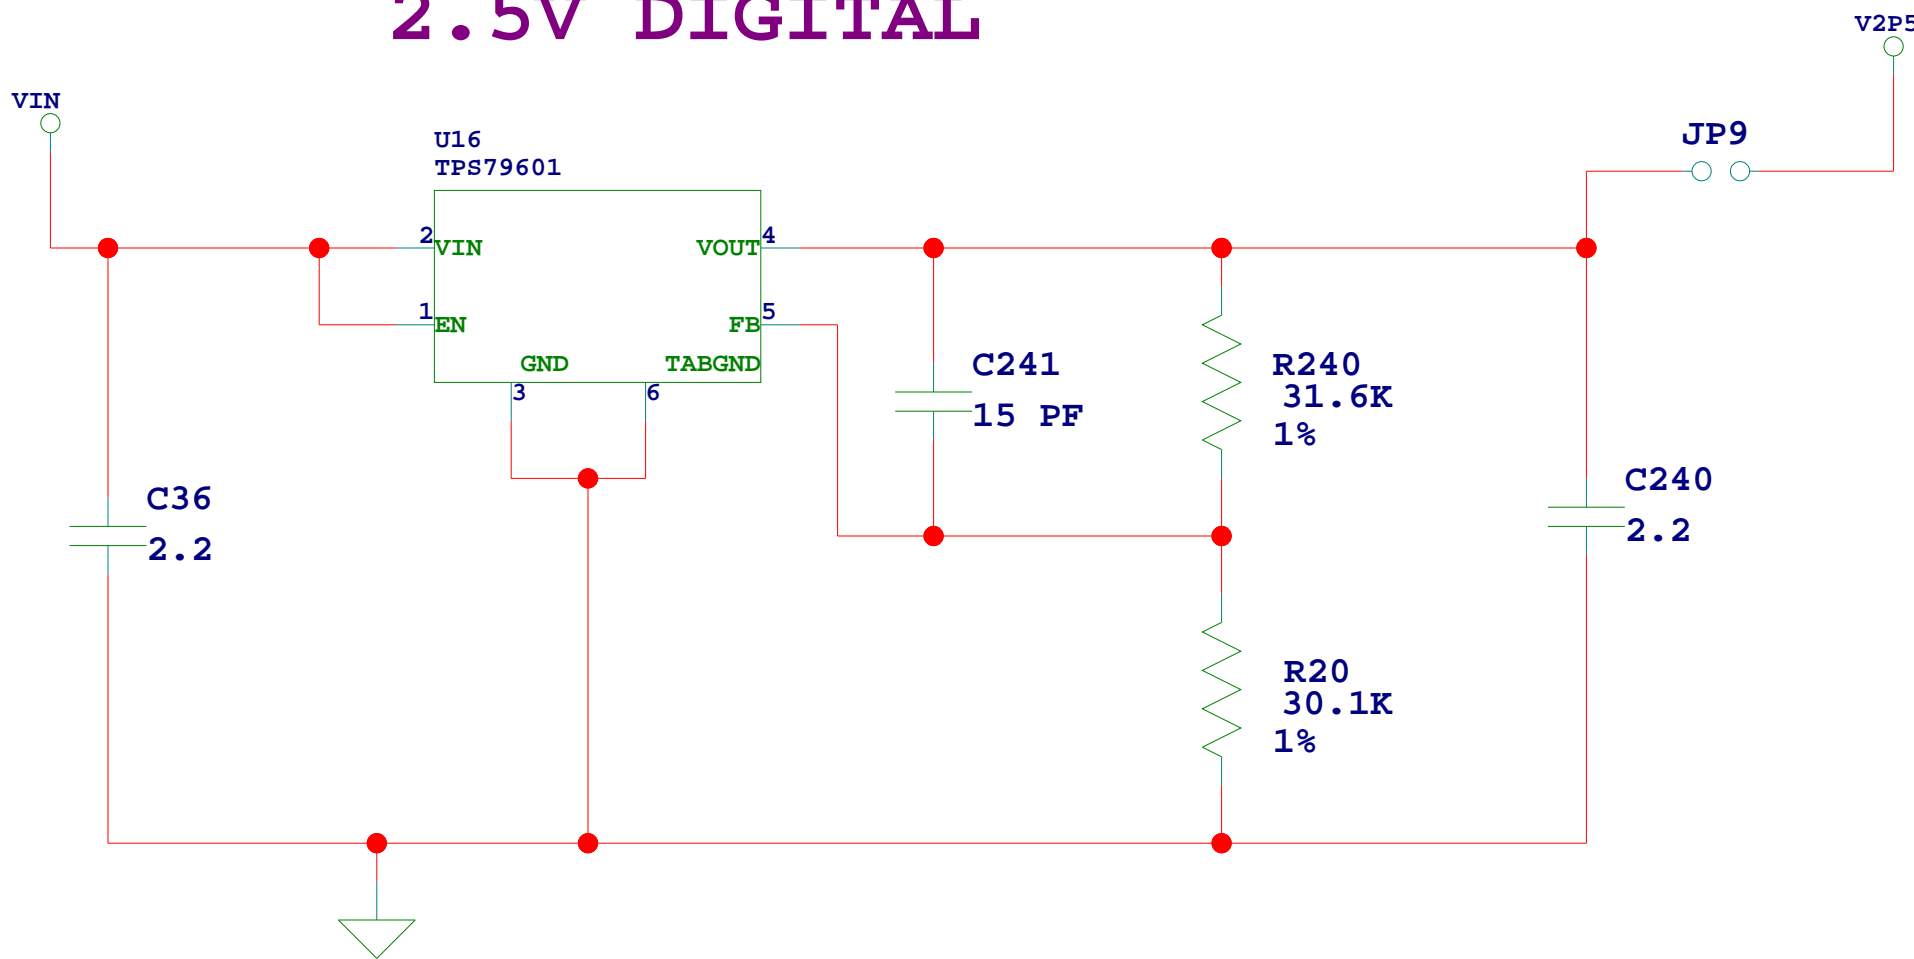 2.5V DIGITAL
V2P5
VIN
JP9
U16
TPS79601
2
VIN
VOUT
4
1
EN
FB
5
GND
TABGND
3
6
C241
15 PF
R240
31.6K
1%
C36
2.2
C240
2.2
R20
30.1K
1%